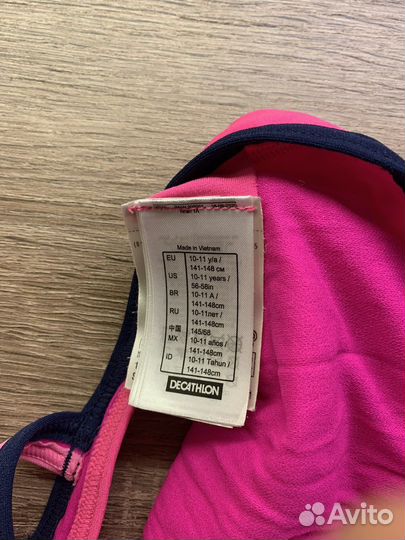 Made in Vietnam
EU 10-11 y/a /
141-148 см
US 10-11 years /
56-58in
BR 10-11 A /
141-148cm
RU 10-11лет /
141-148cm
中国 145/68
MX 10-11 años /
141-148cm
ID 10-11 Tahun /
141-148cm
DECATHLON
Avito